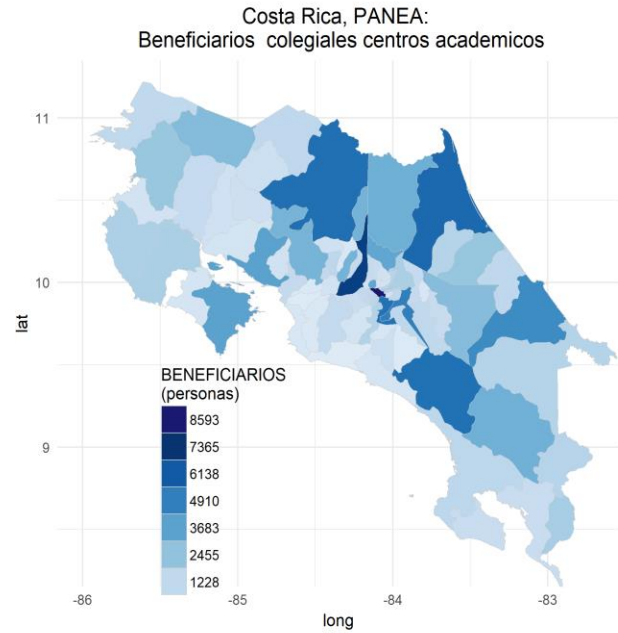 Costa Rica, PANEA:
Beneficiarios colegiales centros academicos
11
10
9
lat
BENEFICIARIOS
(personas)
8593
7365
6138
4910
3683
2455
1228
-86
-85
-84
-83
long